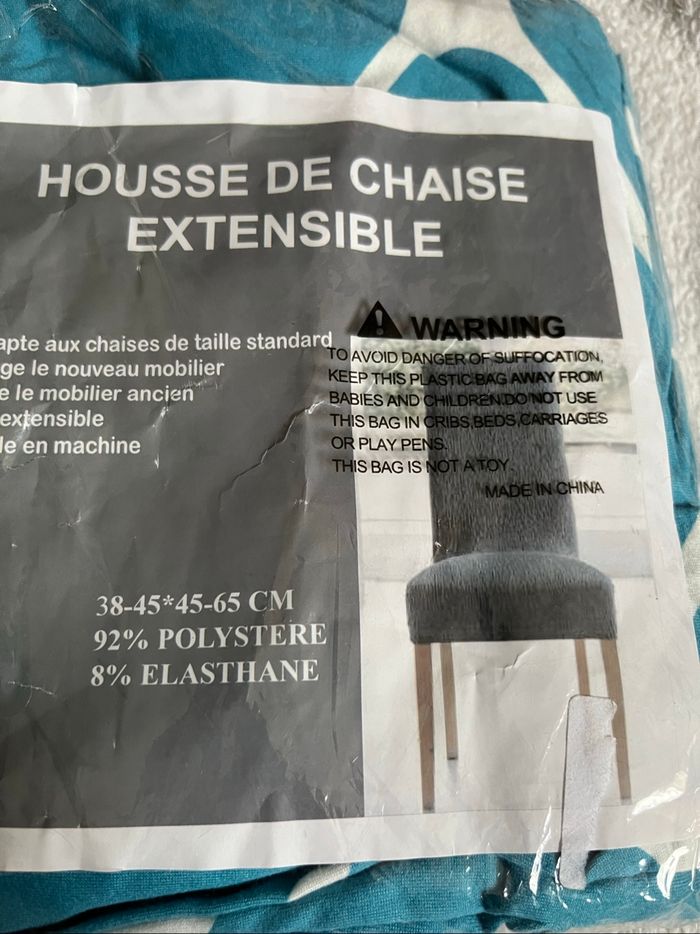 HOUSSE DE CHAISE
EXTENSIBLE
aux chaises de taille standard
le nouveau mobilier
le mobilier ancien
extensible
en machine
WARNING
TO AVOID DANGER OF SUFFOCATION,
KEEP THIS PLASTIC BAG AWAY FROM
BABIES AND CHILDREN.DO NOT USE
THIS BAG IN CRIBS,BEDS,CARRIAGES
OR PLAY PENS.
THIS BAG IS NOT A TOY.
MADE IN CHINA
38-45*45-65 CM
92% POLYSTERE
8% ELASTHANE